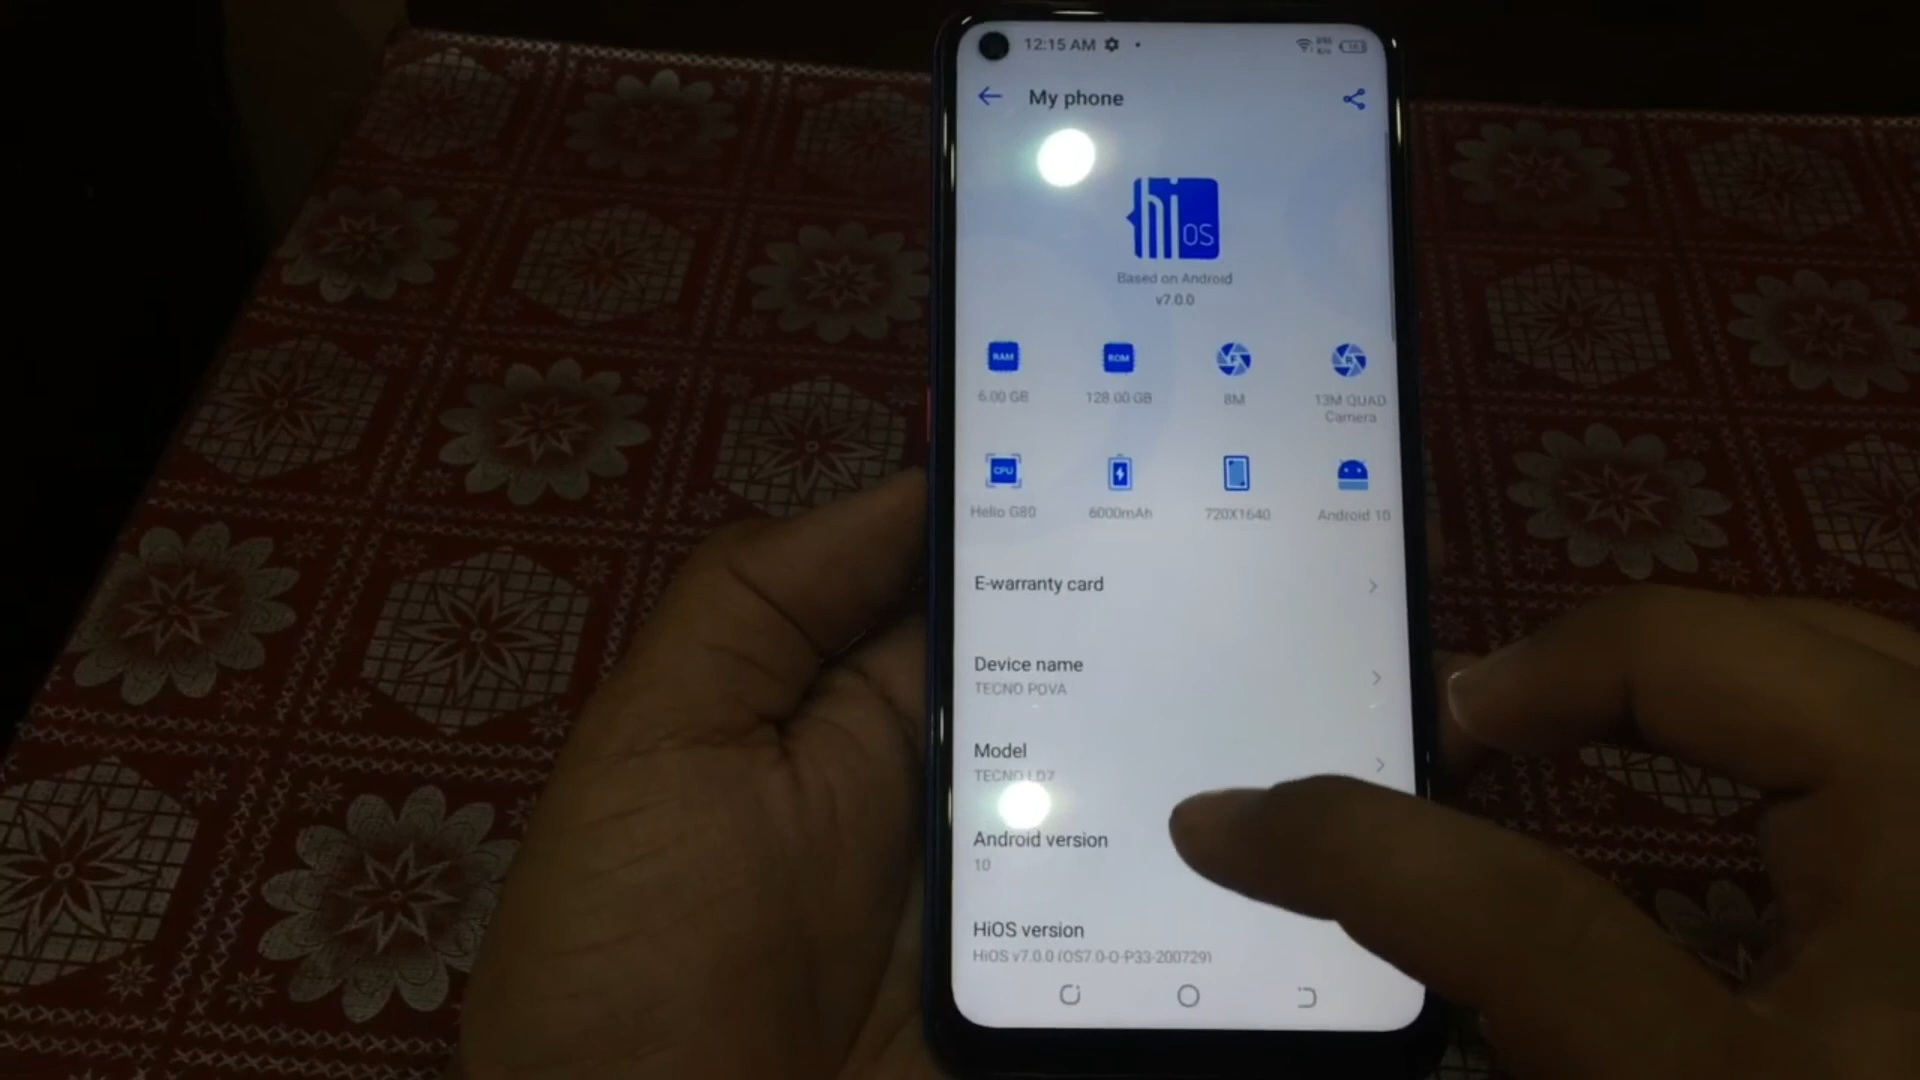 12:15 AM
My phone
hi OS
Based on Android
v7.0.0
RAM
ROM
6.00 GB
128.00 GB
8M
13M QUAD
Camera
CPU
Helio G80
6000mAh
720X1640
Android 10
E-warranty card
Device name
TECNO POVA
Model
TECNO LD7
Android version
10
HiOS version
HiOS v7.0.0 (OS7.0-Q-P33-200729)